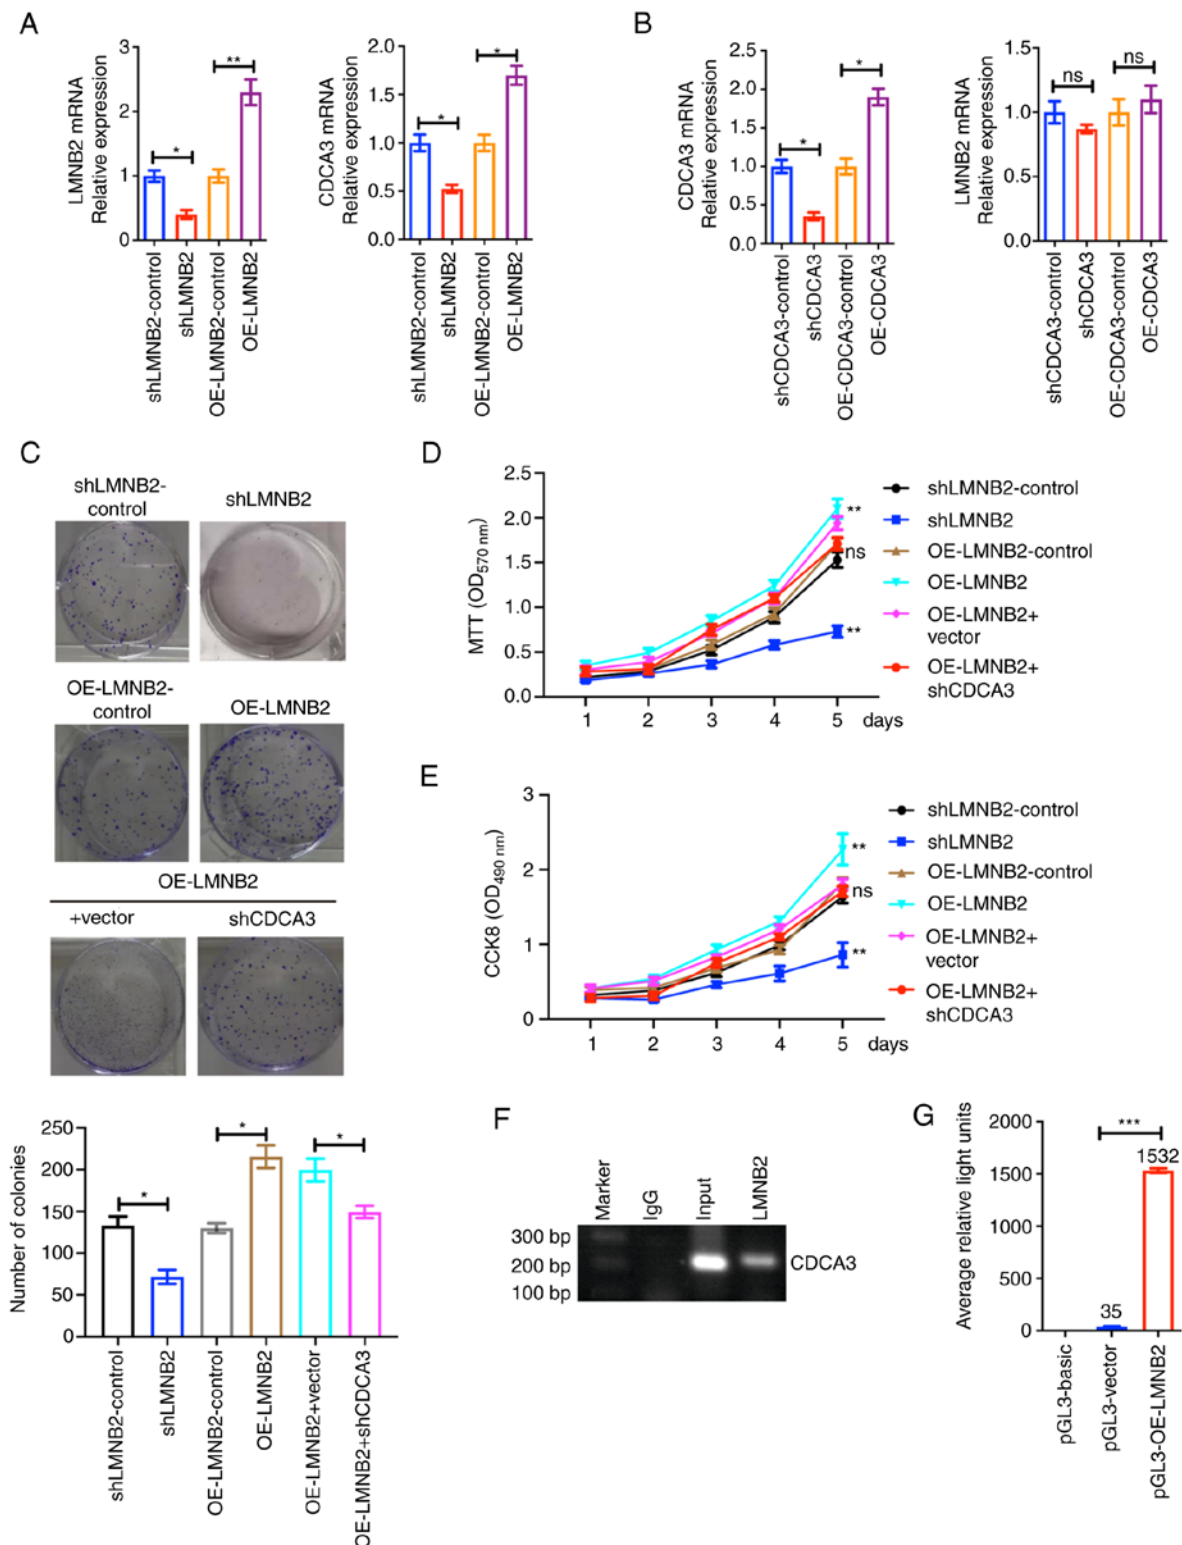 A
LMNB2 mRNA
Relative expression
3
2
1
0
*
**
shLMNB2-control
shLMNB2
OE-LMNB2-control
OE-LMNB2
CDCA3 mRNA
Relative expression
2.0
1.5
1.0
0.5
0.0
*
*
shLMNB2-control
shLMNB2
OE-LMNB2-control
OE-LMNB2
B
CDCA3 mRNA
Relative expression
2.5
2.0
1.5
1.0
0.5
0.0
*
*
shCDCA3-control
shCDCA3
OE-CDCA3-control
OE-CDCA3
LMNB2 mRNA
Relative expression
1.5
1.0
0.5
0.0
ns
ns
shCDCA3-control
shCDCA3
OE-CDCA3-control
OE-CDCA3
C
shLMNB2-
control
shLMNB2
OE-LMNB2-
control
OE-LMNB2
OE-LMNB2
+vector
shCDCA3
Number of colonies
250
200
150
100
50
0
*
*
*
shLMNB2-control
shLMNB2
OE-LMNB2-control
OE-LMNB2
OE-LMNB2+vector
OE-LMNB2+shCDCA3
D
MTT (OD570 nm)
2.5
2.0
1.5
1.0
0.5
0.0
1 2 3 4 5 days
**
ns
**
shLMNB2-control
shLMNB2
OE-LMNB2-control
OE-LMNB2
OE-LMNB2+
vector
OE-LMNB2+
shCDCA3
E
CCK8 (OD490 nm)
3
2
1
0
1 2 3 4 5 days
**
ns
**
shLMNB2-control
shLMNB2
OE-LMNB2-control
OE-LMNB2
OE-LMNB2+
vector
OE-LMNB2+
shCDCA3
F
Marker
IgG
Input
LMNB2
300 bp
200 bp
100 bp
CDCA3
G
Average relative light units
2000
1500
1000
500
0
***
1532
35
pGL3-basic
pGL3-vector
pGL3-OE-LMNB2